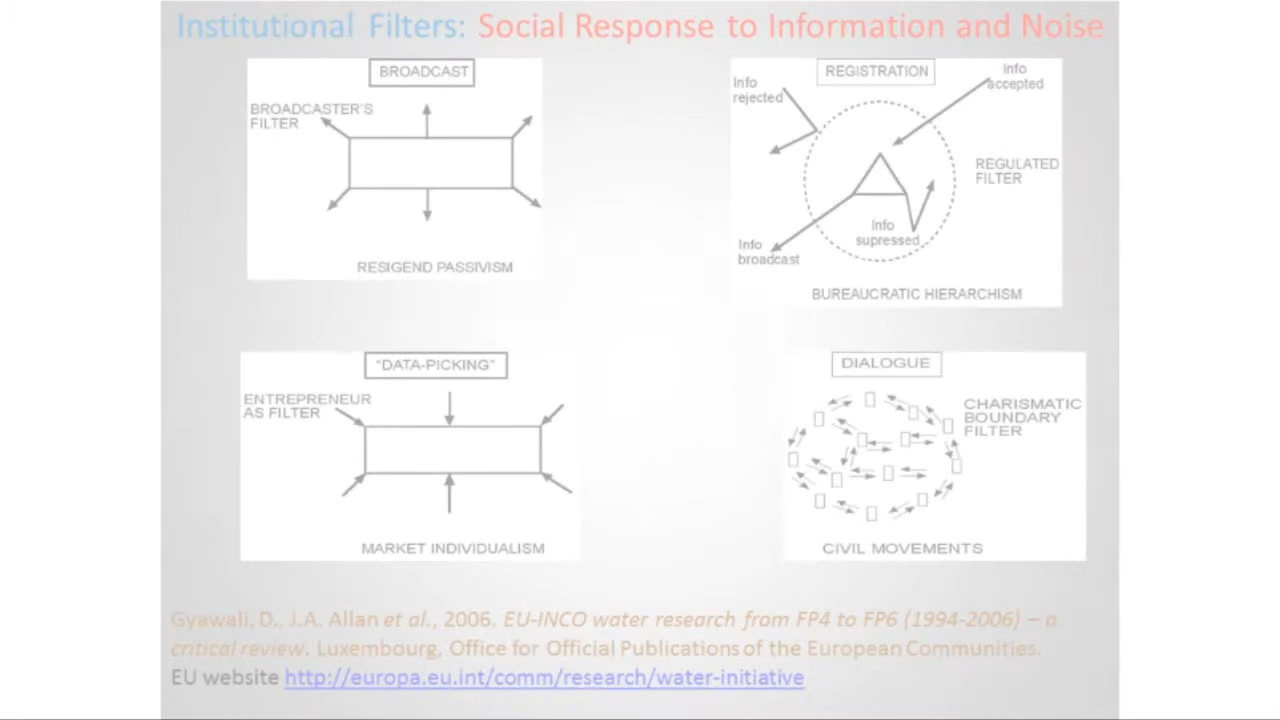 Institutional Filters: Social Response to Information and Noise
BROADCAST
BROADCASTER'S
FILTER
RESIGEND PASSIVISM
REGISTRATION
Info
rejected
Info
accepted
REGULATED
FILTER
Info
supressed
Info
broadcast
BUREAUCRATIC HIERARCHISM
"DATA-PICKING"
ENTREPRENEUR
AS FILTER
MARKET INDIVIDUALISM
DIALOGUE
CHARISMATIC
BOUNDARY
FILTER
CIVIL MOVEMENTS
Gyawali, D., J.A. Allan et al., 2006. EU-INCO water research from FP4 to FP6 (1994-2006) – a
critical review. Luxembourg, Office for Official Publications of the European Communities.
EU website http://europa.eu.int/comm/research/water-initiative